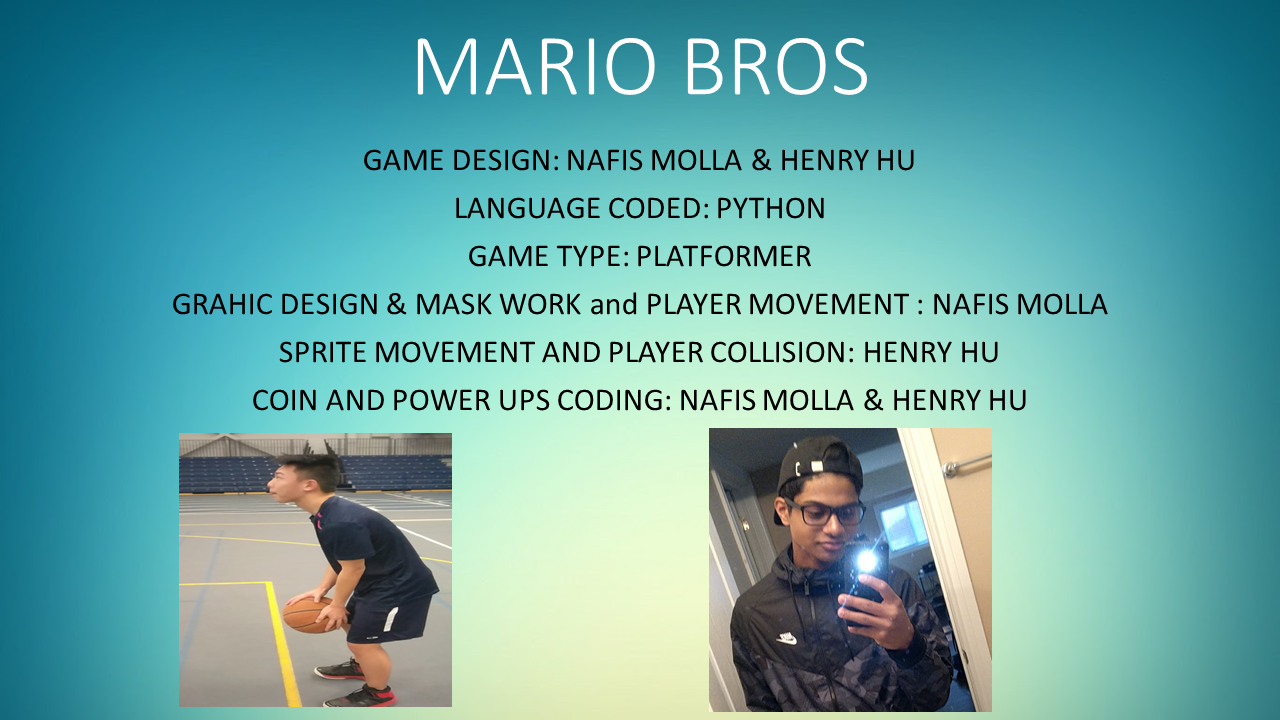 MARIO BROS
GAME DESIGN: NAFIS MOLLA & HENRY HU
LANGUAGE CODED: PYTHON
GAME TYPE: PLATFORMER
GRAHIC DESIGN & MASK WORK and PLAYER MOVEMENT : NAFIS MOLLA
SPRITE MOVEMENT AND PLAYER COLLISION: HENRY HU
COIN AND POWER UPS CODING: NAFIS MOLLA & HENRY HU